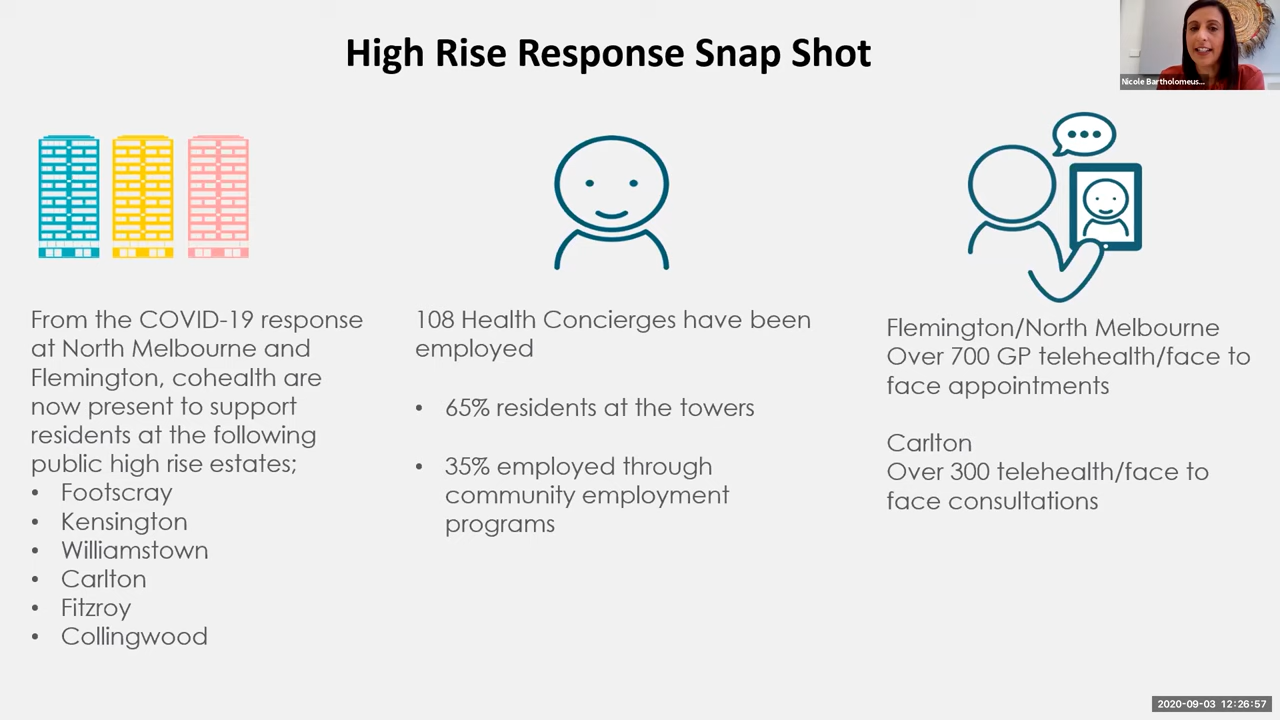 High Rise Response Snap Shot
Nicole Bartholomeus...
From the COVID-19 response
at North Melbourne and
Flemington, cohealth are
now present to support
residents at the following
public high rise estates;
• Footscray
• Kensington
• Williamstown
• Carlton
• Fitzroy
• Collingwood
108 Health Concierges have been
employed
• 65% residents at the towers
• 35% employed through
community employment
programs
Flemington/North Melbourne
Over 700 GP telehealth/face to
face appointments
Carlton
Over 300 telehealth/face to
face consultations
2020-09-03 12:26:57